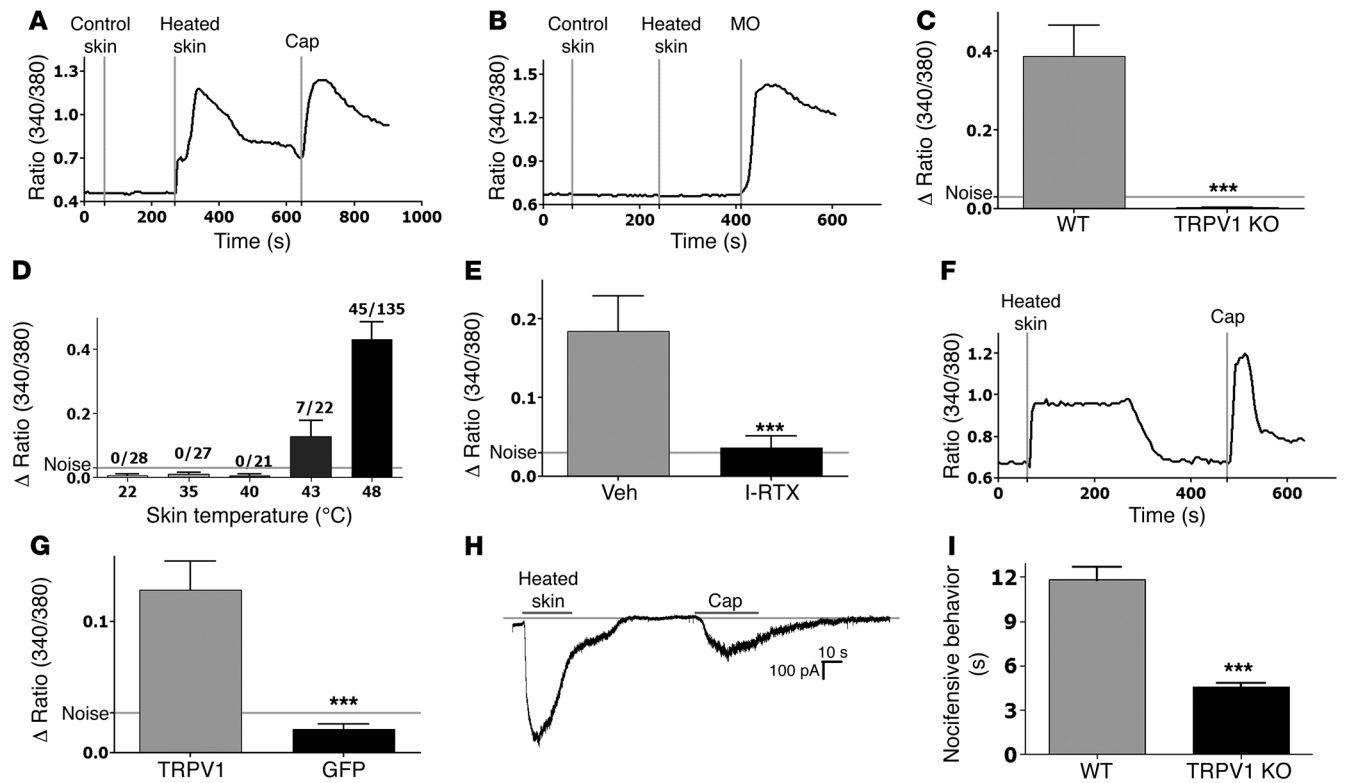 A
Control
skin
Heated
skin
Cap
Ratio (340/380)
1.3
1.0
0.7
0.4
0
200
400
600
800
1000
Time (s)
B
Control
skin
Heated
skin
MO
Ratio (340/380)
1.5
1.2
0.9
0.6
0
200
400
600
Time (s)
C
Δ Ratio (340/380)
0.4
0.2
Noise
0.0
***
WT
TRPV1 KO
D
Δ Ratio (340/380)
0.4
0.2
Noise
0.0
0/28
0/27
0/21
7/22
45/135
22
35
40
43
48
Skin temperature (°C)
E
Δ Ratio (340/380)
0.2
0.1
Noise
0.0
***
Veh
I-RTX
F
Heated
skin
Cap
Ratio (340/380)
1.2
1.0
0.8
0.6
0
200
400
600
Time (s)
G
Δ Ratio (340/380)
0.1
Noise
0.0
***
TRPV1
GFP
H
Heated
skin
Cap
10 s
100 pA
I
Nocifensive behavior
(s)
12
9
6
3
0
***
WT
TRPV1 KO